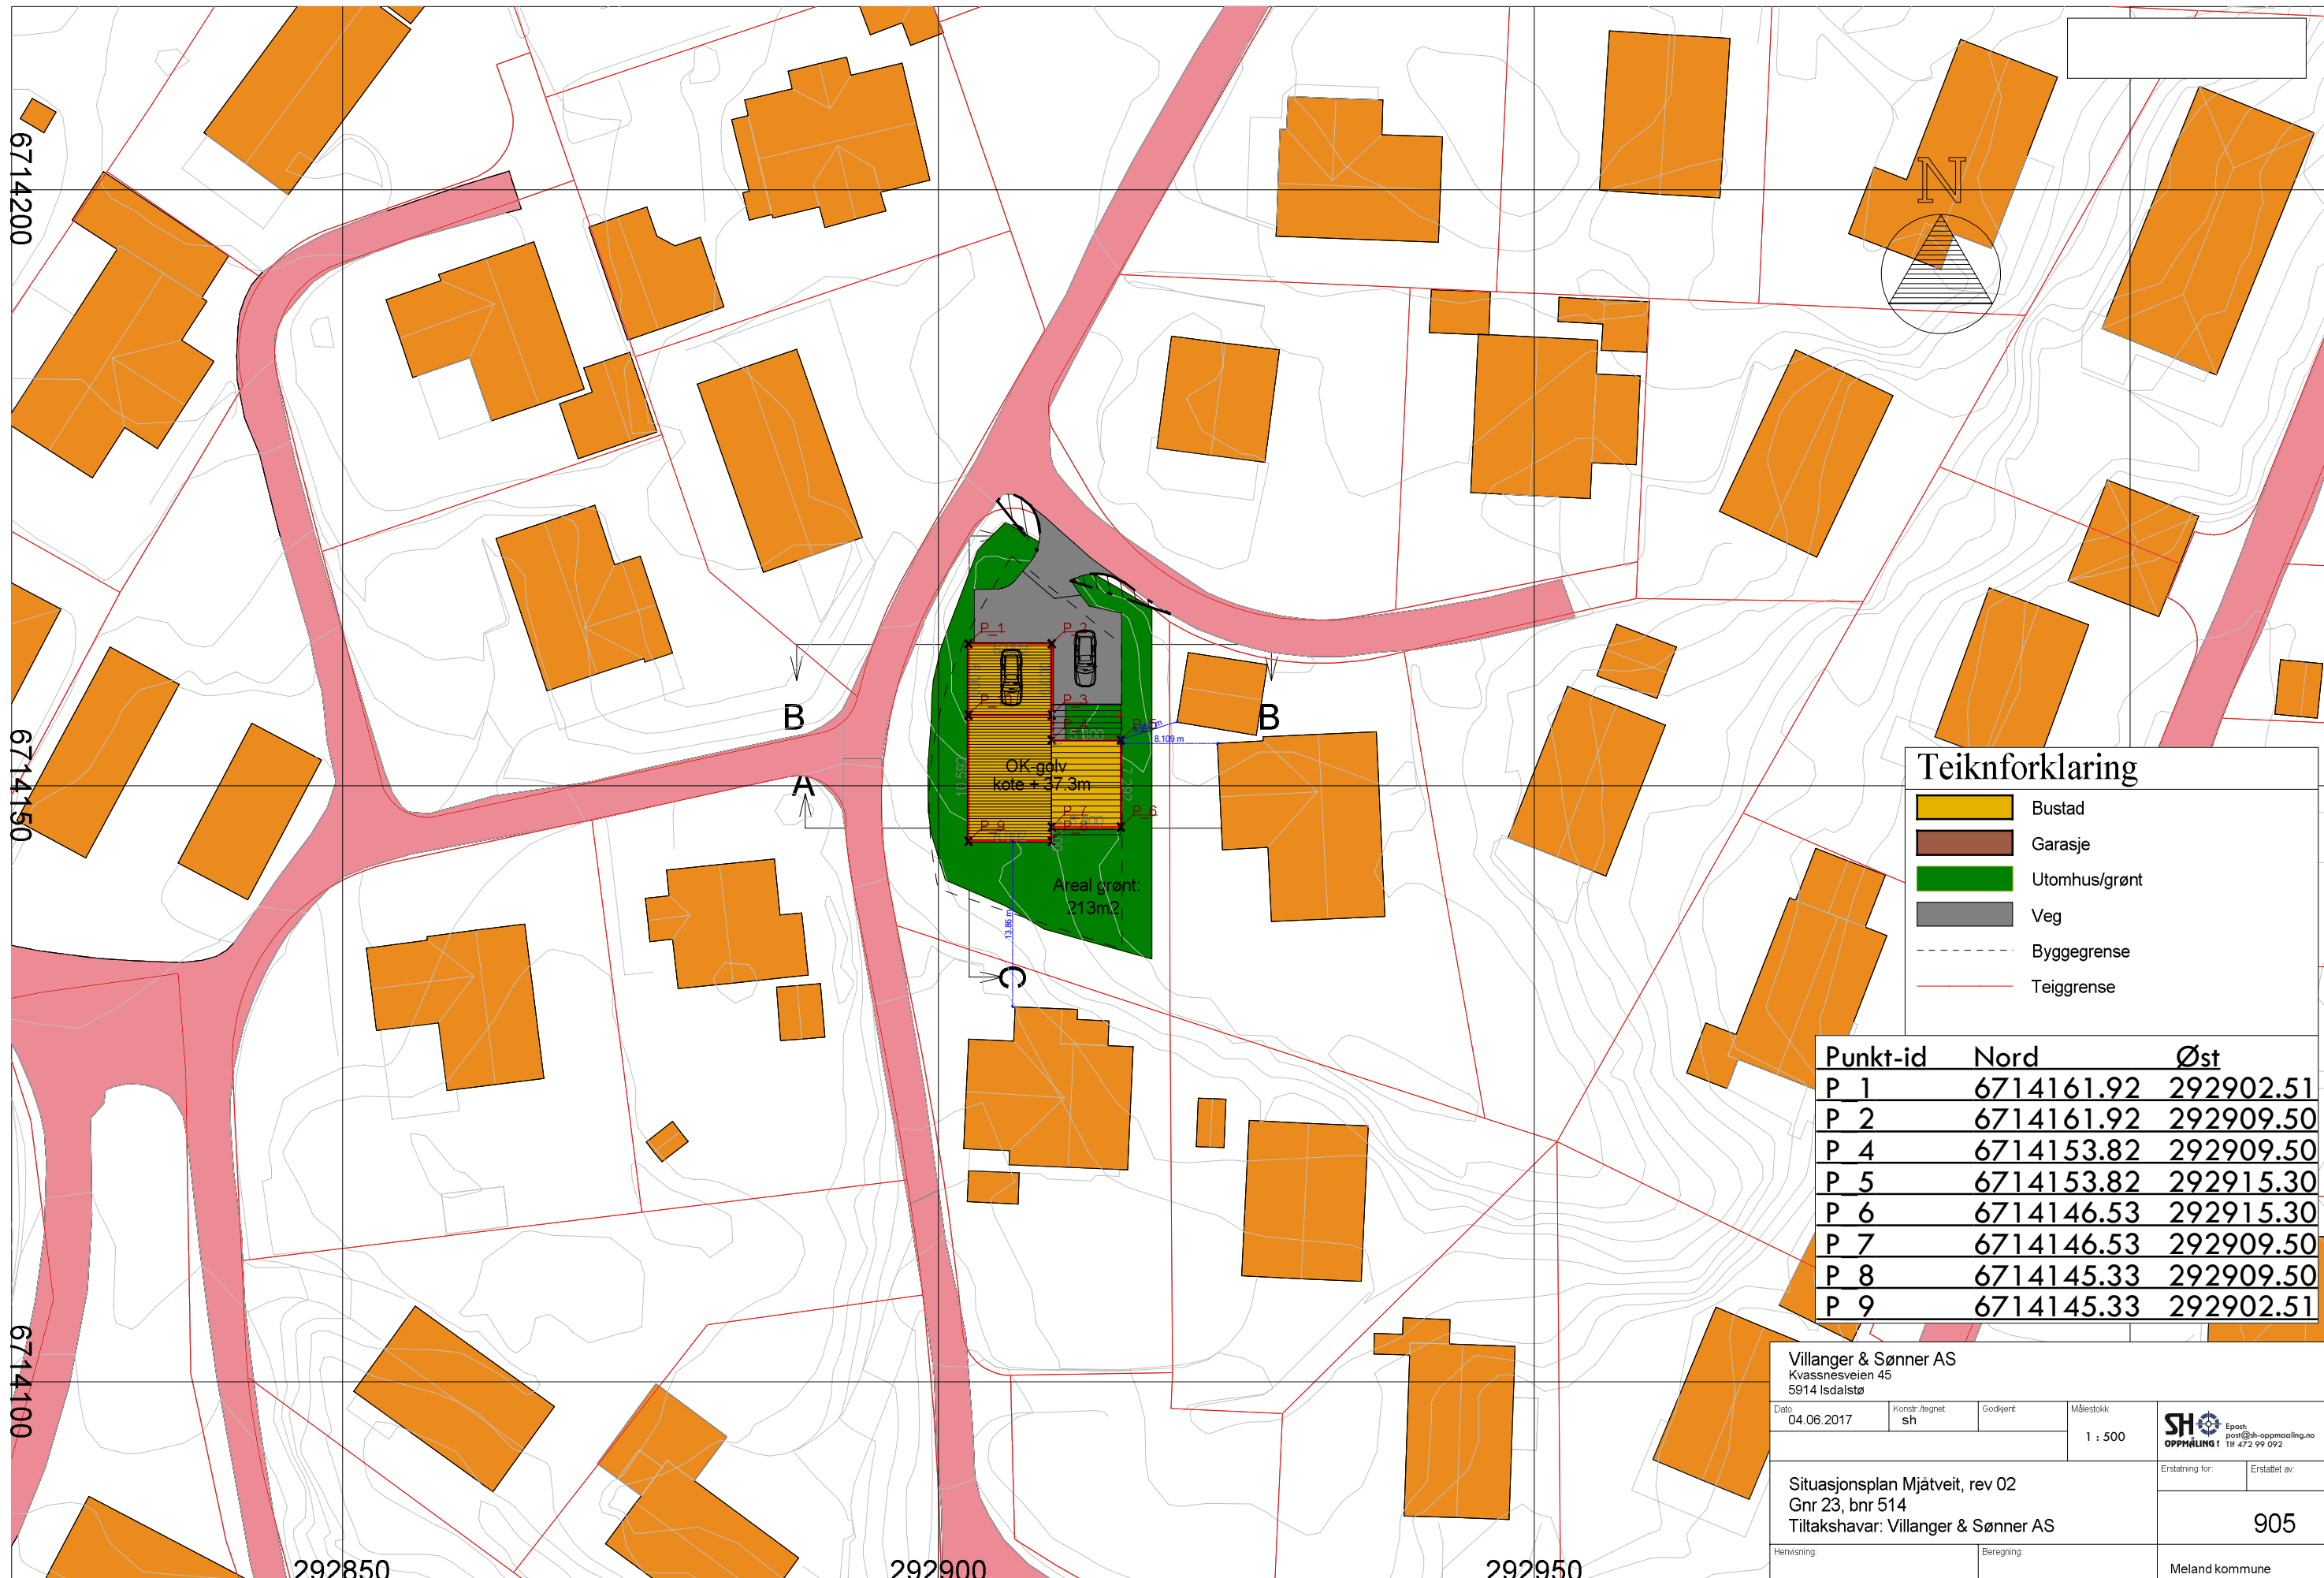 N
6714200
6714150
6714100
292850
292900
292950
P_1
P_2
P_3
P_7
P_6
P_9
P_8
B
B
A
C
8.109 m
10.592
7.292
13.86 m
OK-golv
kote + 37.3m
Areal grønt:
213m2
Teiknforklaring
Bustad
Garasje
Utomhus/grønt
Veg
Byggegrense
Teiggrense
Punkt-id Nord Øst
P_1 6714161.92 292902.51
P_2 6714161.92 292909.50
P_4 6714153.82 292909.50
P_5 6714153.82 292915.30
P_6 6714146.53 292915.30
P_7 6714146.53 292909.50
P_8 6714145.33 292909.50
P_9 6714145.33 292902.51
Villanger & Sønner AS
Kvassnesveien 45
5914 Isdalstø
Dato Konstr./tegnet Godkjent Målestokk
04.06.2017 sh 1 : 500
SH
OPPMÅLING
Epost:
post@sh-oppmaaling.no
Tlf 472 99 092
Situasjonsplan Mjåtveit, rev 02
Gnr 23, bnr 514
Tiltakshavar: Villanger & Sønner AS
Erstatning for: Erstattet av:
905
Henvisning: Beregning:
Meland kommune